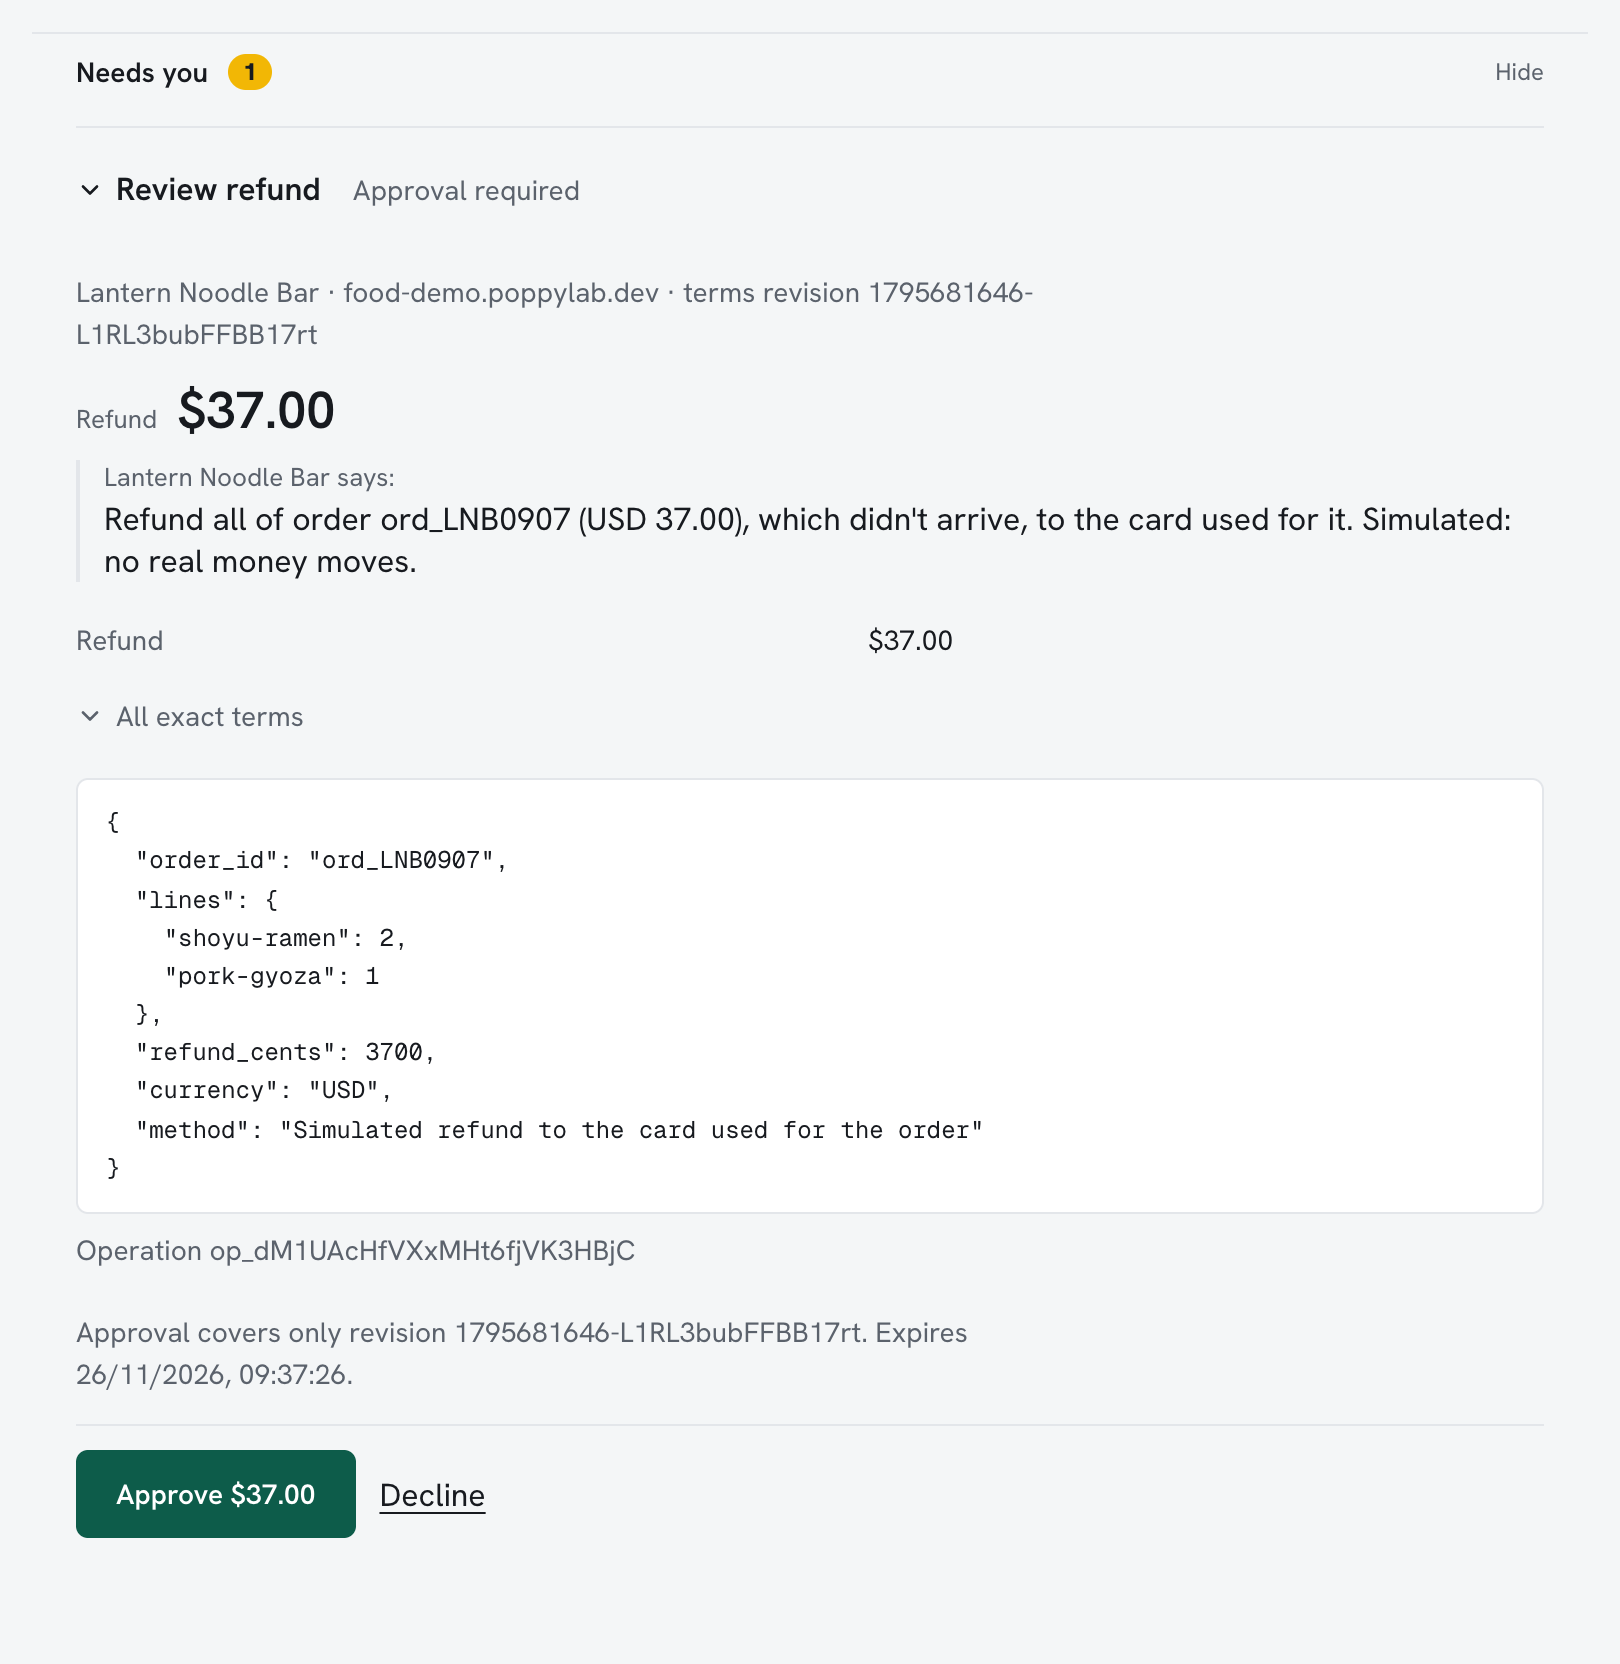 Needs you 1 Hide
Review refund Approval required
Lantern Noodle Bar · food-demo.poppylab.dev · terms revision 1795681646-
L1RL3bubFFBB17rt
Refund $37.00
Lantern Noodle Bar says:
Refund all of order ord_LNB0907 (USD 37.00), which didn't arrive, to the card used for it. Simulated:
no real money moves.
Refund $37.00
All exact terms
{
  "order_id": "ord_LNB0907",
  "lines": {
    "shoyu-ramen": 2,
    "pork-gyoza": 1
  },
  "refund_cents": 3700,
  "currency": "USD",
  "method": "Simulated refund to the card used for the order"
}
Operation op_dM1UAcHfVXxMHt6fjVK3HBjC
Approval covers only revision 1795681646-L1RL3bubFFBB17rt. Expires
26/11/2026, 09:37:26.
Approve $37.00 Decline